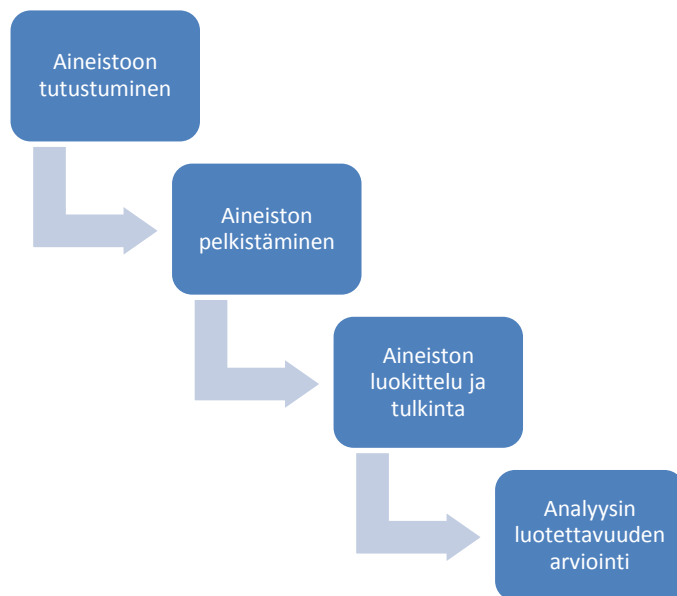 Aineistoon
tutustuminen
Aineiston
pelkistäminen
Aineiston
luokittelu ja
tulkinta
Analyysin
luotettavuuden
arviointi